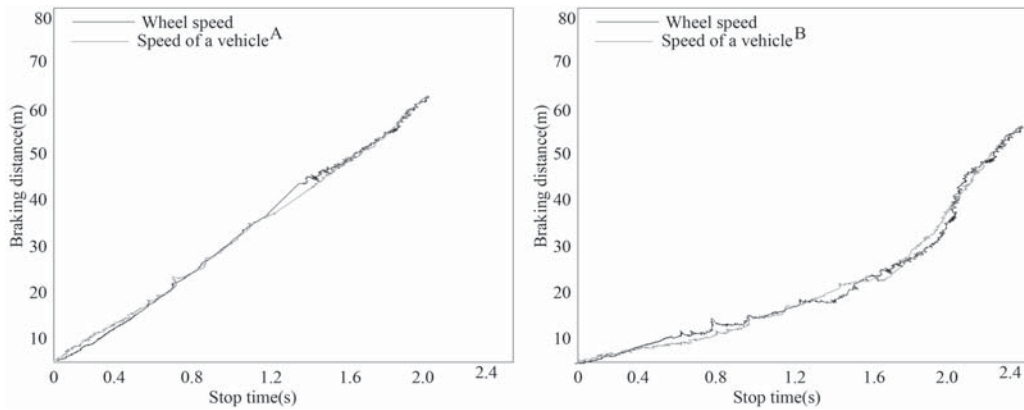 80
70
60
50
40
30
20
10
Braking distance(m)
Wheel speed
Speed of a vehicle A
0 0.4 0.8 1.2 1.6 2.0 2.4
Stop time(s)
80
70
60
50
40
30
20
10
Braking distance(m)
Wheel speed
Speed of a vehicle B
0 0.4 0.8 1.2 1.6 2.0 2.4
Stop time(s)